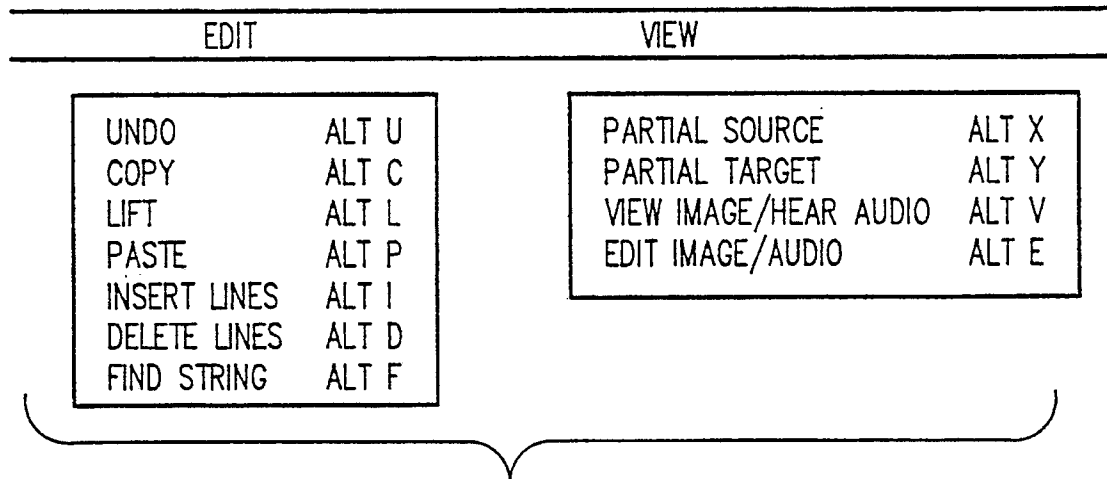 EDIT VIEW
UNDO ALT U
COPY ALT C
LIFT ALT L
PASTE ALT P
INSERT LINES ALT I
DELETE LINES ALT D
FIND STRING ALT F
PARTIAL SOURCE ALT X
PARTIAL TARGET ALT Y
VIEW IMAGE/HEAR AUDIO ALT V
EDIT IMAGE/AUDIO ALT E